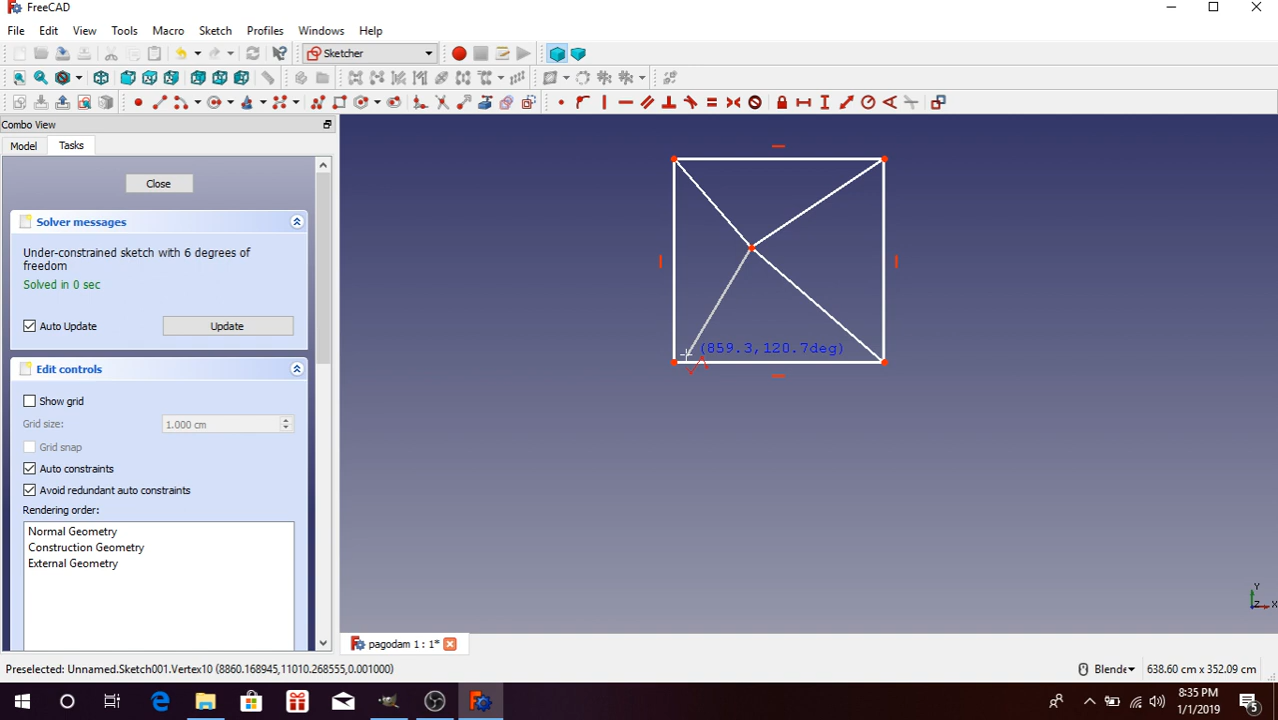 FreeCAD
File Edit View Tools Macro Sketch Profiles Windows Help
Sketcher
Combo View
Model Tasks
Close
Solver messages
Under-constrained sketch with 6 degrees of
freedom
Solved in 0 sec
Auto Update Update
Edit controls
Show grid
Grid size: 1.000 cm
Grid snap
Auto constraints
Avoid redundant auto constraints
Rendering order:
Normal Geometry
Construction Geometry
External Geometry
(859.3,120.7deg)
Y
Z X
pagodam 1 : 1*
Preselected: Unnamed.Sketch001.Vertex10 (8860.168945,11010.268555,0.001000)
Blende 638.60 cm x 352.09 cm
8:35 PM
1/1/2019
5